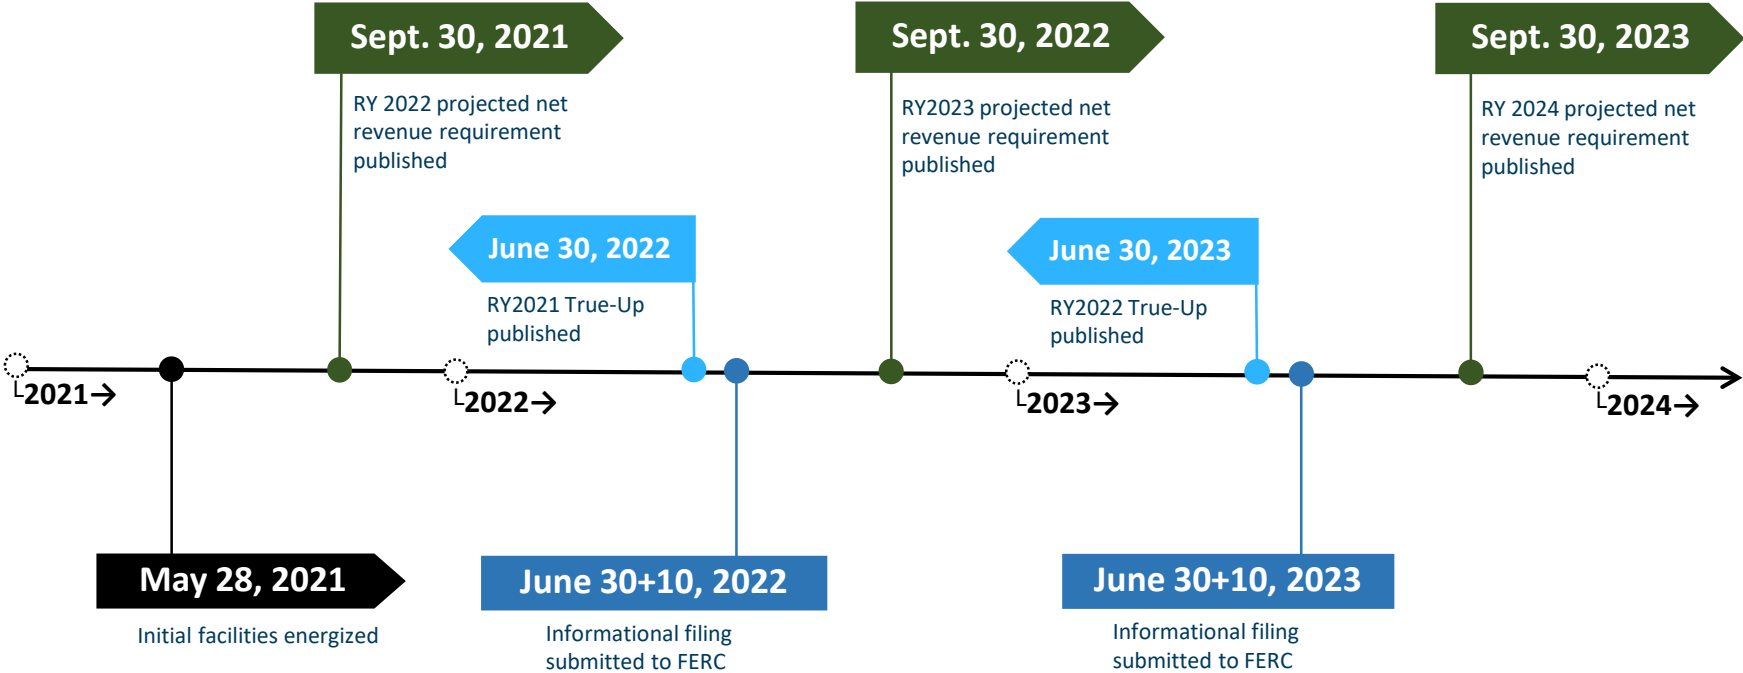 Sept. 30, 2021
RY 2022 projected net
revenue requirement
published
Sept. 30, 2022
RY2023 projected net
revenue requirement
published
Sept. 30, 2023
RY 2024 projected net
revenue requirement
published
June 30, 2022
RY2021 True-Up
published
June 30, 2023
RY2022 True-Up
published
└2021→
└2022→
└2023→
└2024→
May 28, 2021
Initial facilities energized
June 30+10, 2022
Informational filing
submitted to FERC
June 30+10, 2023
Informational filing
submitted to FERC